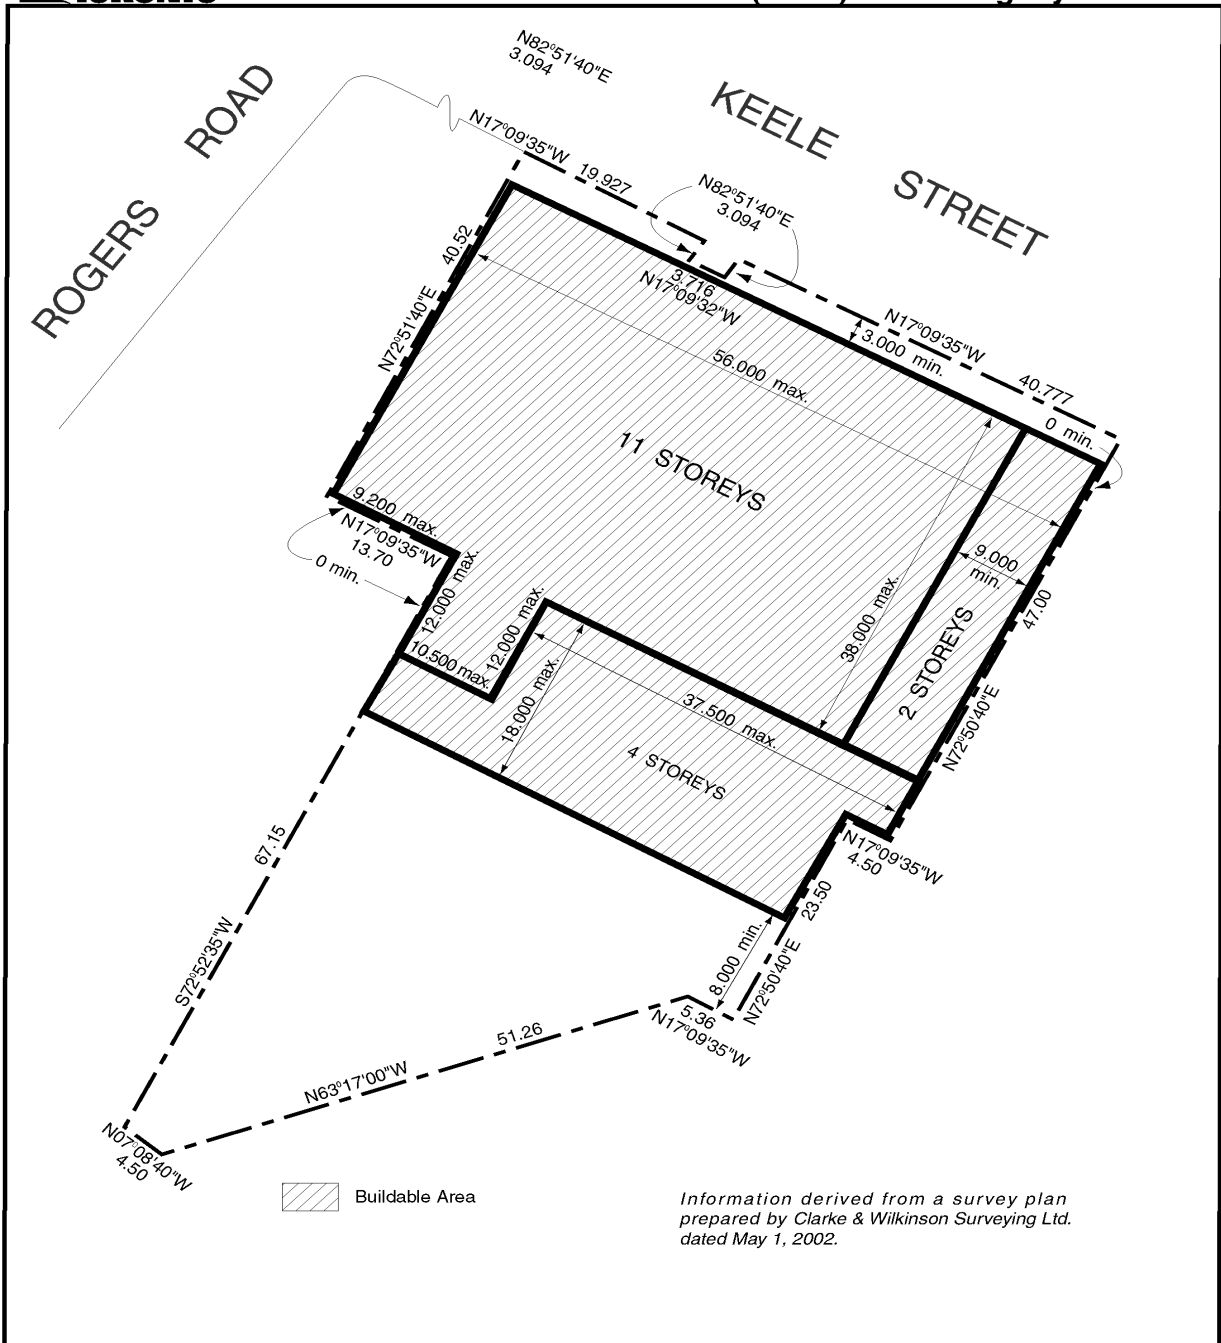 N82°51'40"E
3.094
KEELE
STREET
ROGERS ROAD
N17°09'35"W
19.927
N82°51'40"E
3.094
3.716
N17°09'32"W
N17°09'35"W
40.777
3.000 min.
0 min.
40.52
N72°51'40"E
56.000 max.
11 STOREYS
9.200 max.
N17°09'35"W
13.70
0 min.
12.000 max.
10.500 max.
12.000 max.
18.000 max.
38.000 max.
9.000
min.
47.00
2 STOREYS
N72°50'40"E
37.500 max.
4 STOREYS
N17°09'35"W
4.50
23.50
N72°50'40"E
8.000 min.
5.36
N17°09'35"W
67.15
S72°52'35"W
51.26
N63°17'00"W
N07°08'40"W
4.50
Buildable Area
Information derived from a survey plan
prepared by Clarke & Wilkinson Surveying Ltd.
dated May 1, 2002.